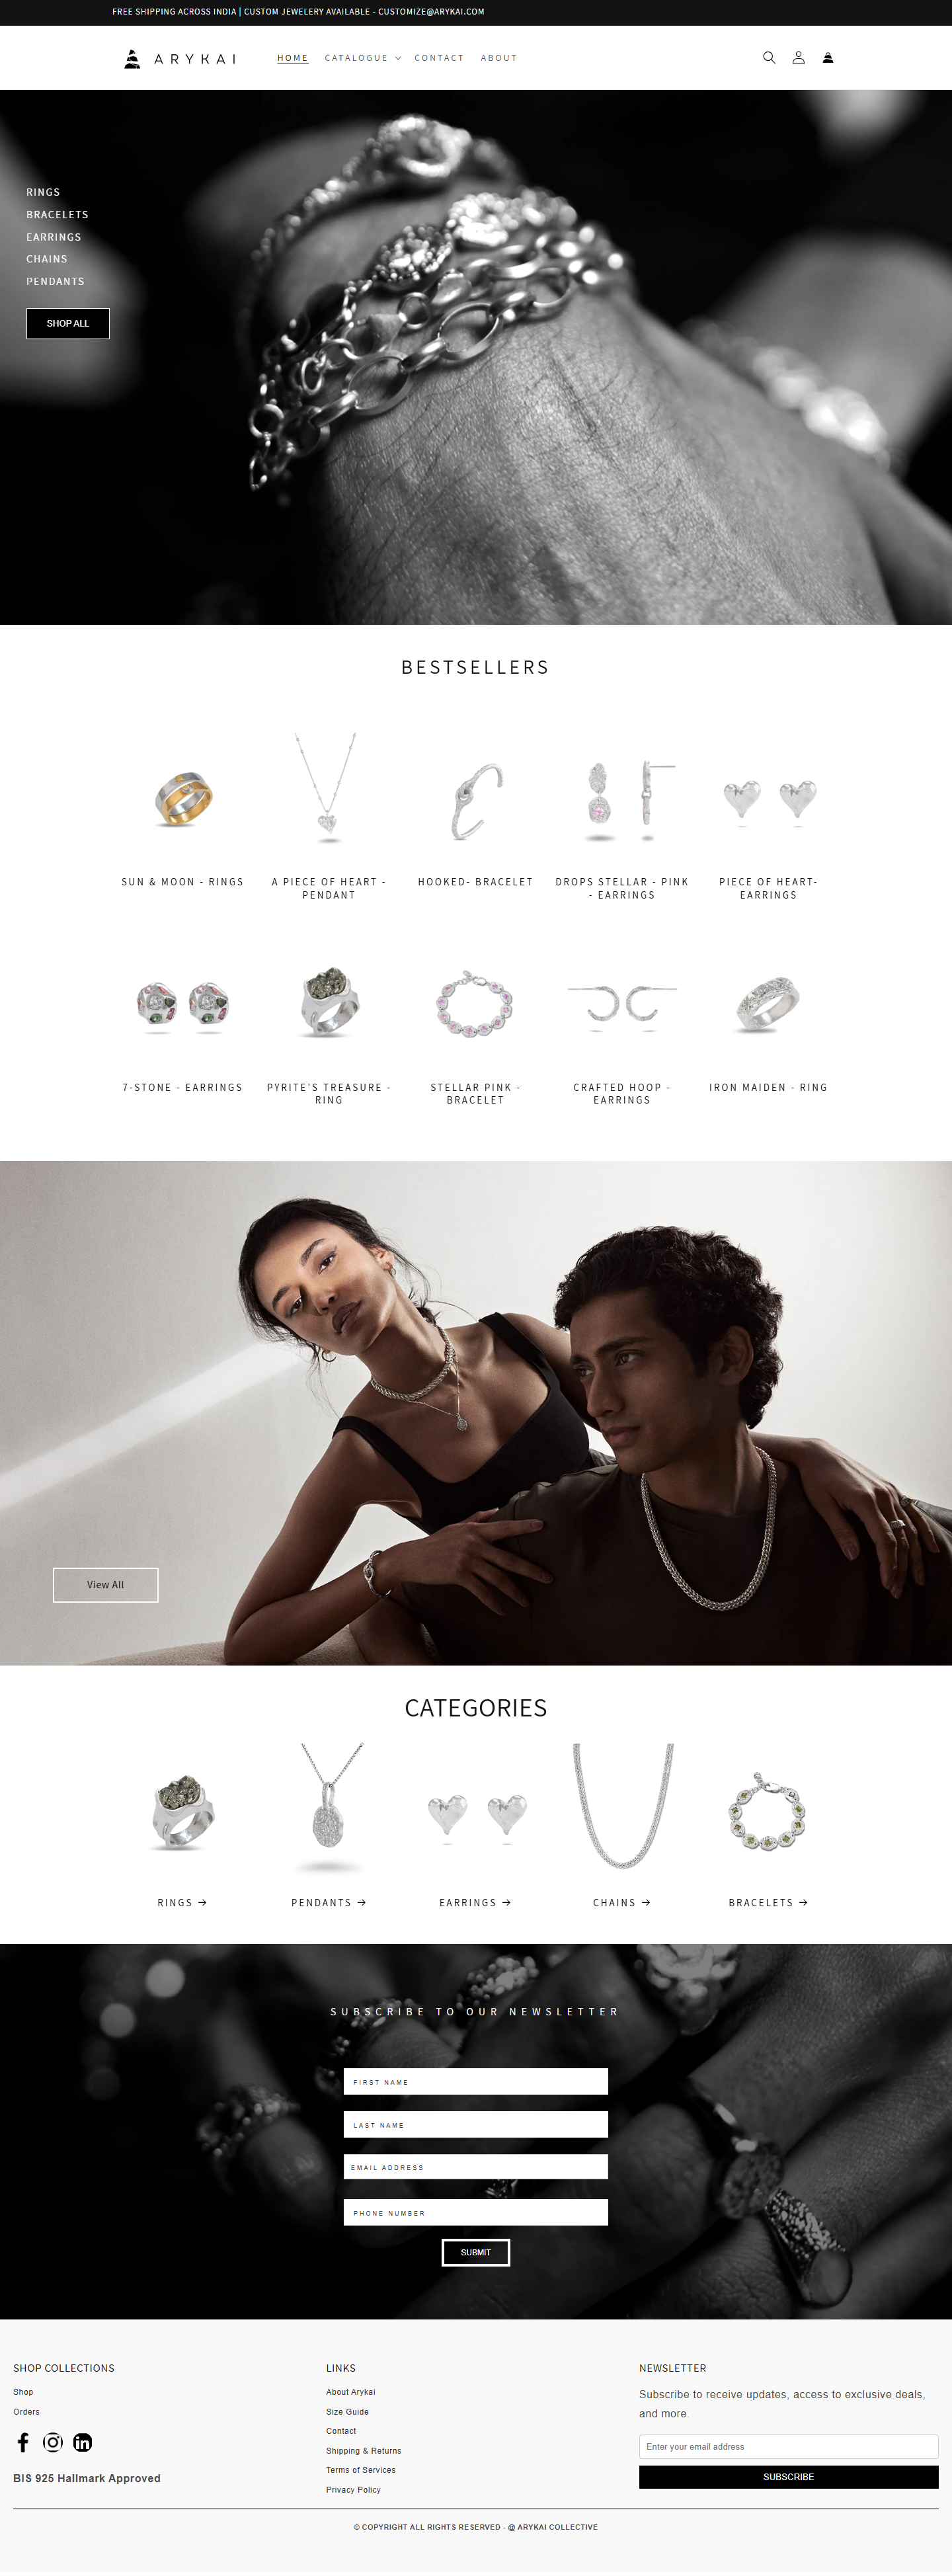 FREE SHIPPING ACROSS INDIA | CUSTOM JEWELERY AVAILABLE - CUSTOMIZE@ARYKAI.COM
ARYKAI
HOME
CATALOGUE
CONTACT
ABOUT
RINGS
BRACELETS
EARRINGS
CHAINS
PENDANTS
SHOP ALL
BESTSELLERS
SUN & MOON - RINGS
A PIECE OF HEART -
PENDANT
HOOKED- BRACELET
DROPS STELLAR - PINK
- EARRINGS
PIECE OF HEART-
EARRINGS
7-STONE - EARRINGS
PYRITE'S TREASURE -
RING
STELLAR PINK -
BRACELET
CRAFTED HOOP -
EARRINGS
IRON MAIDEN - RING
View All
CATEGORIES
RINGS →
PENDANTS →
EARRINGS →
CHAINS →
BRACELETS →
SUBSCRIBE TO OUR NEWSLETTER
FIRST NAME
LAST NAME
EMAIL ADDRESS
PHONE NUMBER
SUBMIT
SHOP COLLECTIONS
Shop
Orders
BIS 925 Hallmark Approved
LINKS
About Arykai
Size Guide
Contact
Shipping & Returns
Terms of Services
Privacy Policy
NEWSLETTER
Subscribe to receive updates, access to exclusive deals,
and more.
Enter your email address
SUBSCRIBE
© COPYRIGHT ALL RIGHTS RESERVED - @ ARYKAI COLLECTIVE